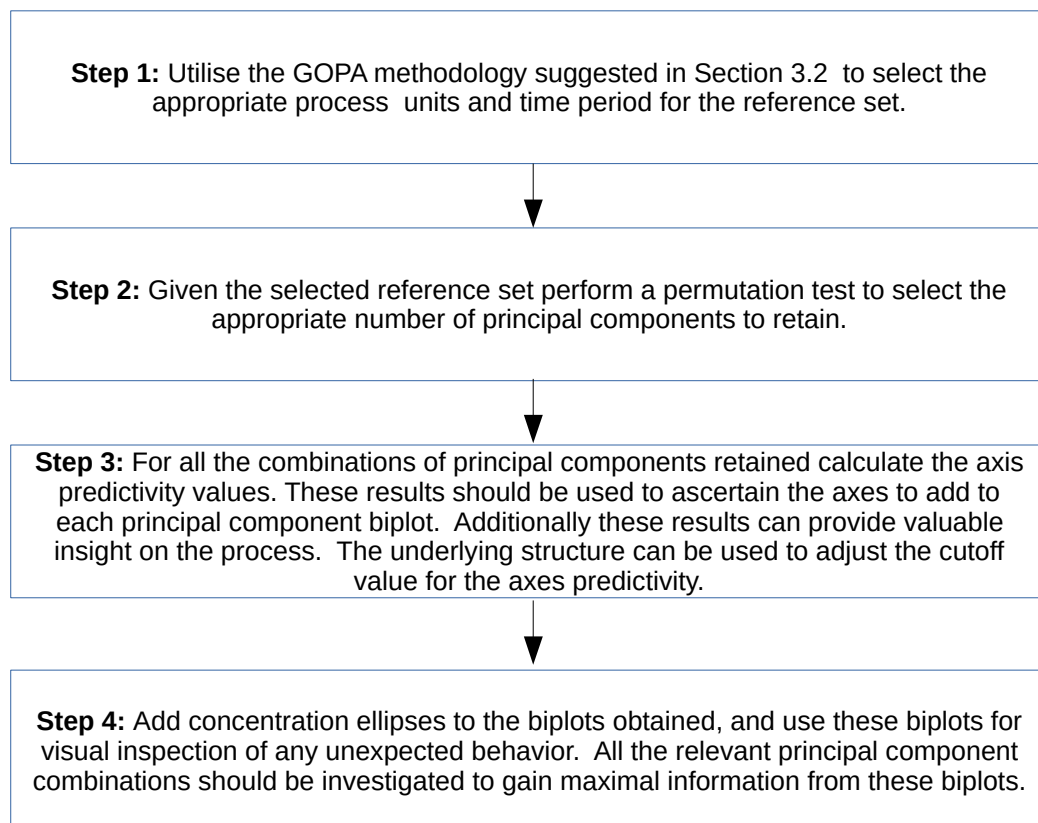 Step 1: Utilise the GOPA methodology suggested in Section 3.2  to select the
appropriate process  units and time period for the reference set.
Step 2: Given the selected reference set perform a permutation test to select the
appropriate number of principal components to retain.
Step 3: For all the combinations of principal components retained calculate the axis
predictivity values. These results should be used to ascertain the axes to add to
each principal component biplot.  Additionally these results can provide valuable
insight on the process.  The underlying structure can be used to adjust the cutoff
value for the axes predictivity.
Step 4: Add concentration ellipses to the biplots obtained, and use these biplots for
visual inspection of any unexpected behavior.  All the relevant principal component
combinations should be investigated to gain maximal information from these biplots.